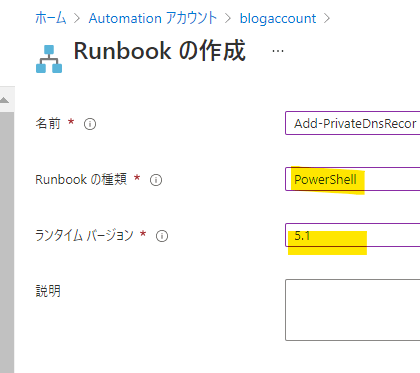 ホーム > Automation アカウント > blogaccount >
Runbook の作成 …
名前 * Add-PrivateDnsRecor
Runbook の種類 * PowerShell
ランタイム バージョン * 5.1
説明